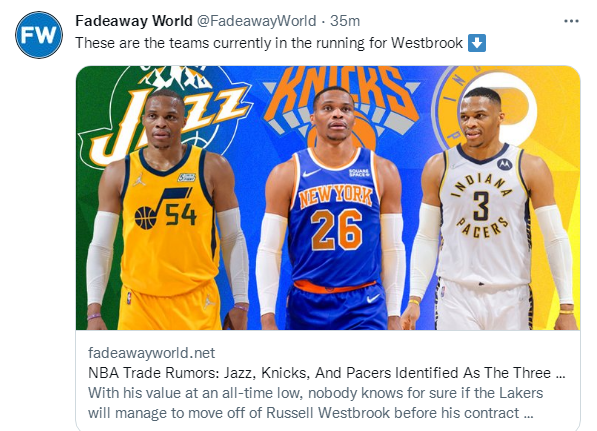 FW
Fadeaway World @FadeawayWorld · 35m
These are the teams currently in the running for Westbrook ⬇️
JAZZ
KNICKS
54
SQUARE SPACE
NEW YORK
26
INDIANA
3
PACERS
fadeawayworld.net
NBA Trade Rumors: Jazz, Knicks, And Pacers Identified As The Three ...
With his value at an all-time low, nobody knows for sure if the Lakers
will manage to move off of Russell Westbrook before his contract ...